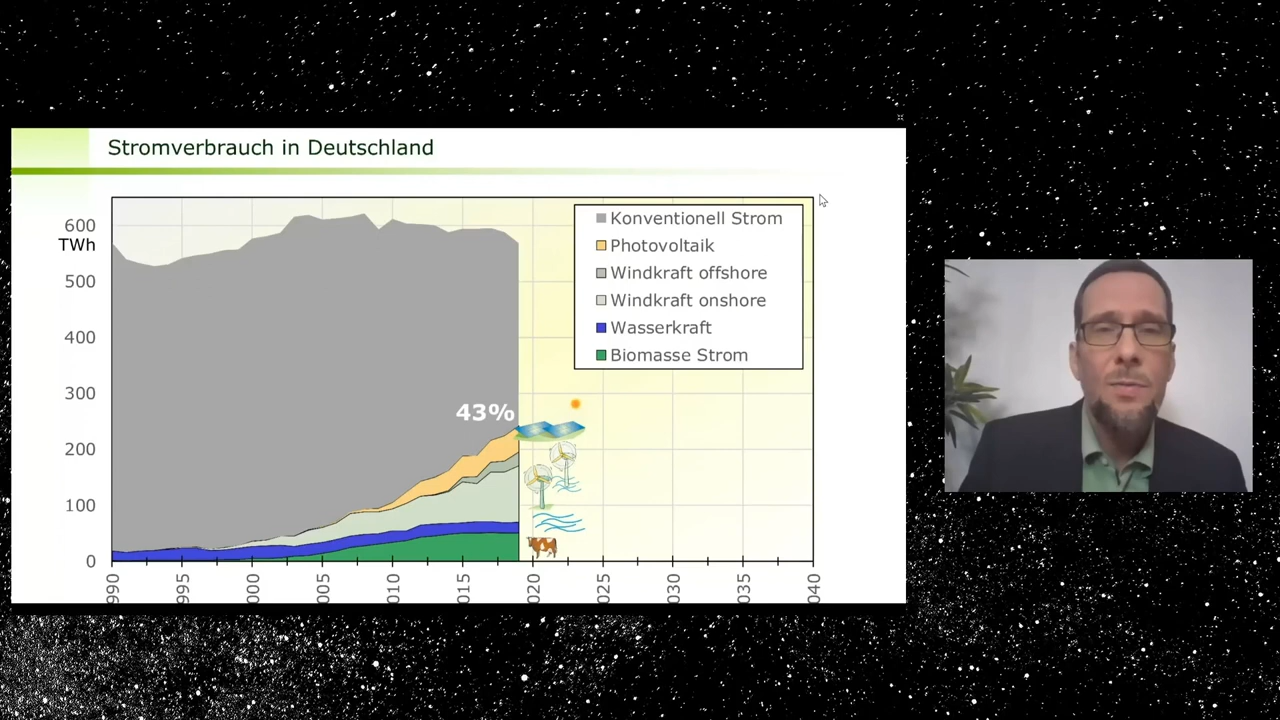 Stromverbrauch in Deutschland
600
TWh
500
400
300
200
100
0
Konventionell Strom
Photovoltaik
Windkraft offshore
Windkraft onshore
Wasserkraft
Biomasse Strom
43%
990
995
000
005
010
015
020
025
030
035
040